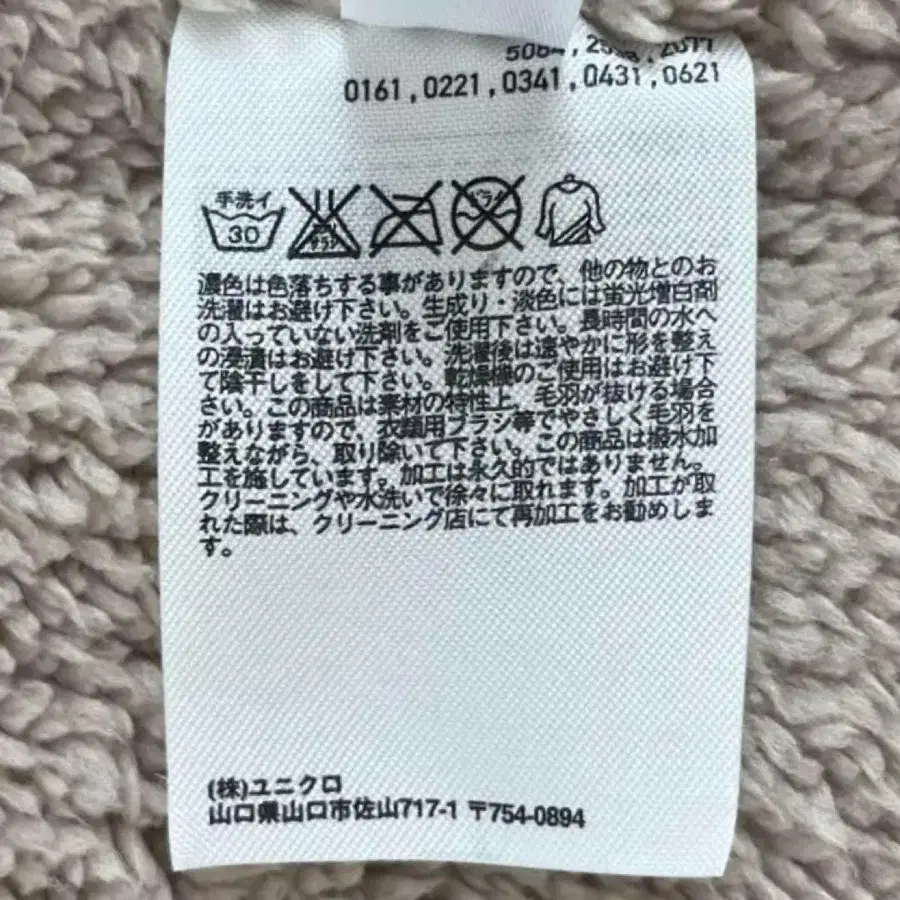 0161,0221,0341,0431,0621
手洗イ
30
エンソ
サラシ
ドライ
濃色は色落ちする事がありますので、他の物とのお
洗濯はお避け下さい。生成り・淡色には蛍光増白剤
の入っていない洗剤をご使用下さい。長時間の水へ
の浸漬はお避け下さい。洗濯後は速やかに形を整え
て陰干しをして下さい。乾燥機のご使用はお避け下
さい。この商品は素材の特性上、毛羽が抜ける場合
がありますので、衣類用ブラシ等でやさしく毛羽を
整えながら、取り除いて下さい。この商品は撥水加
工を施しています。加工は永久的ではありません。
クリーニングや水洗いで徐々に取れます。加工が取
れた際は、クリーニング店にて再加工をお勧めしま
す。
(株)ユニクロ
山口県山口市佐山717-1 〒754-0894